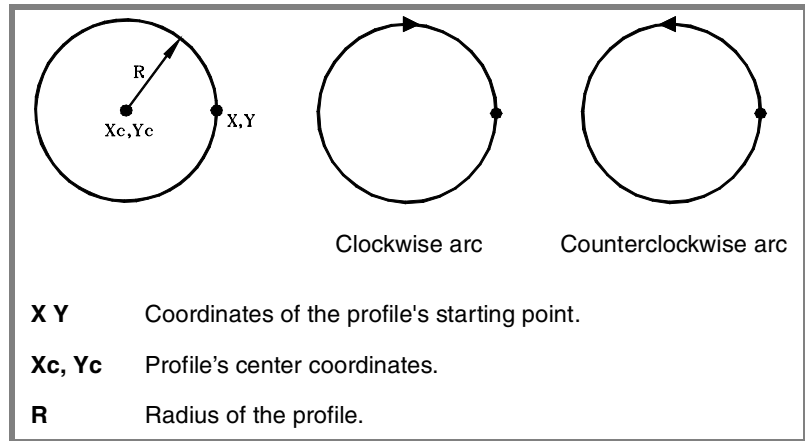 R
Xc,Yc
X,Y
Clockwise arc
Counterclockwise arc
X Y Coordinates of the profile's starting point.
Xc, Yc Profile’s center coordinates.
R Radius of the profile.